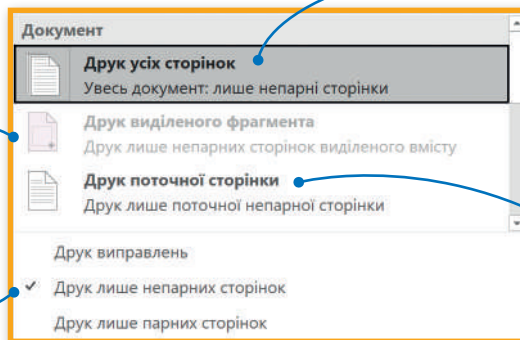 Документ
Друк усіх сторінок
Увесь документ: лише непарні сторінки
Друк виділеного фрагмента
Друк лише непарних сторінок виділеного вмісту
Друк поточної сторінки
Друк лише поточної непарної сторінки
Друк виправлень
✓ Друк лише непарних сторінок
Друк лише парних сторінок